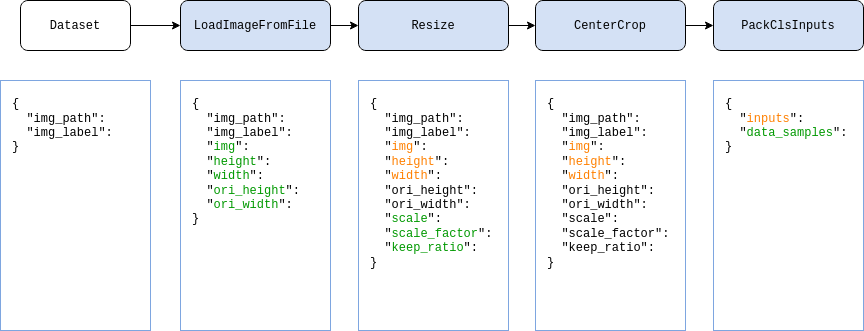 Dataset
LoadImageFromFile
Resize
CenterCrop
PackClsInputs
{
"img_path":
"img_label":
}
{
"img_path":
"img_label":
"img":
"height":
"width":
"ori_height":
"ori_width":
}
{
"img_path":
"img_label":
"img":
"height":
"width":
"ori_height":
"ori_width":
"scale":
"scale_factor":
"keep_ratio":
}
{
"img_path":
"img_label":
"img":
"height":
"width":
"ori_height":
"ori_width":
"scale":
"scale_factor":
"keep_ratio":
}
{
"inputs":
"data_samples":
}